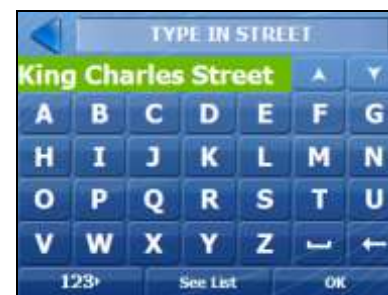 TYPE IN STREET
King Charles Street
A B C D E F G
H I J K L M N
O P Q R S T U
V W X Y Z
123 See List OK